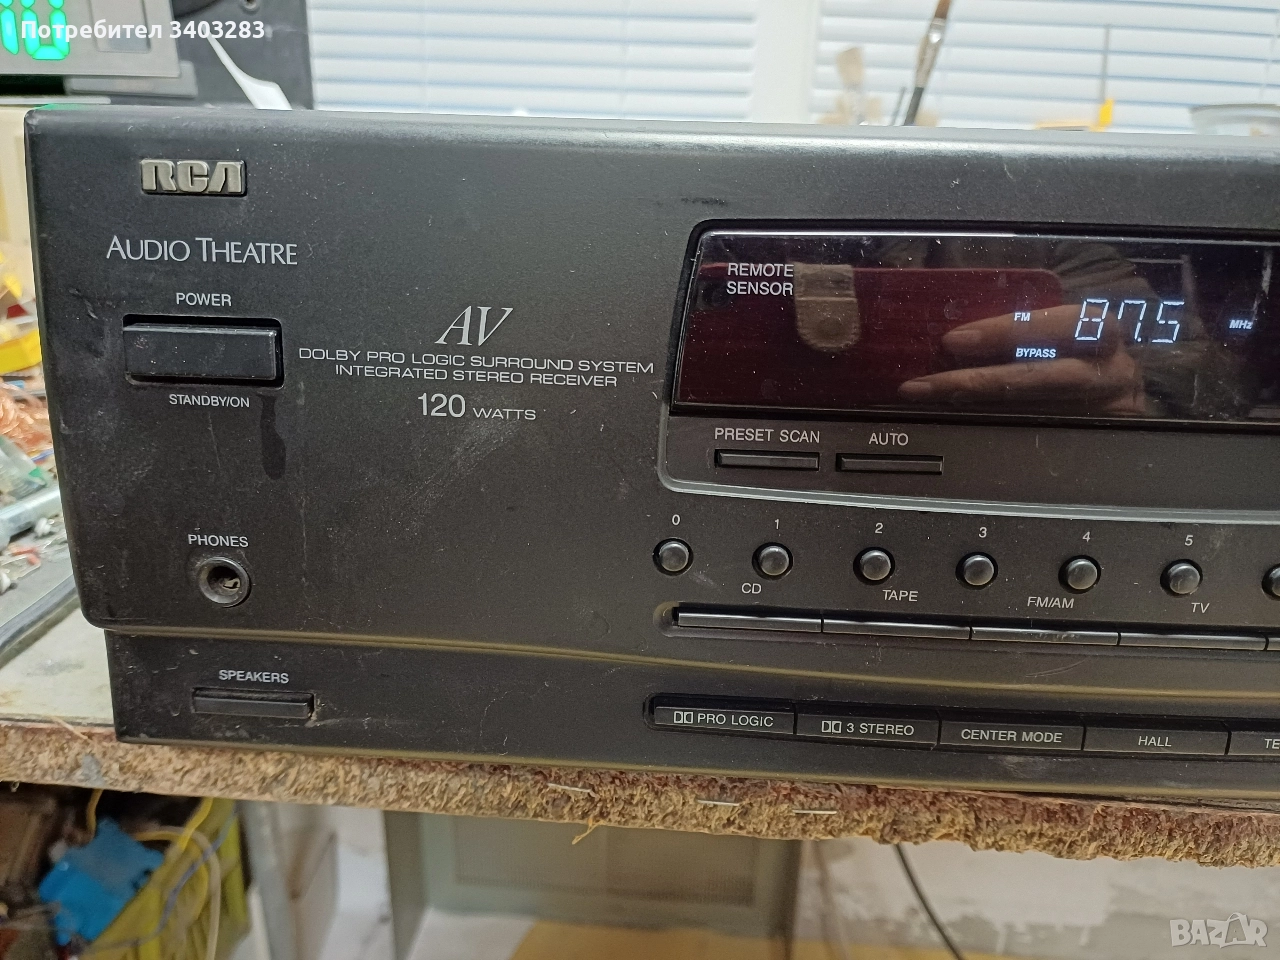 Потребител 3403283
RCA
AUDIO THEATRE
POWER
STANDBY/ON
AV
DOLBY PRO LOGIC SURROUND SYSTEM
INTEGRATED STEREO RECEIVER
120 WATTS
REMOTE
SENSOR
FM 87.5 MHz
BYPASS
PRESET SCAN AUTO
0 1 2 3 4 5
CD TAPE FM/AM TV
PHONES
SPEAKERS
PRO LOGIC 3 STEREO CENTER MODE HALL
BAZAR